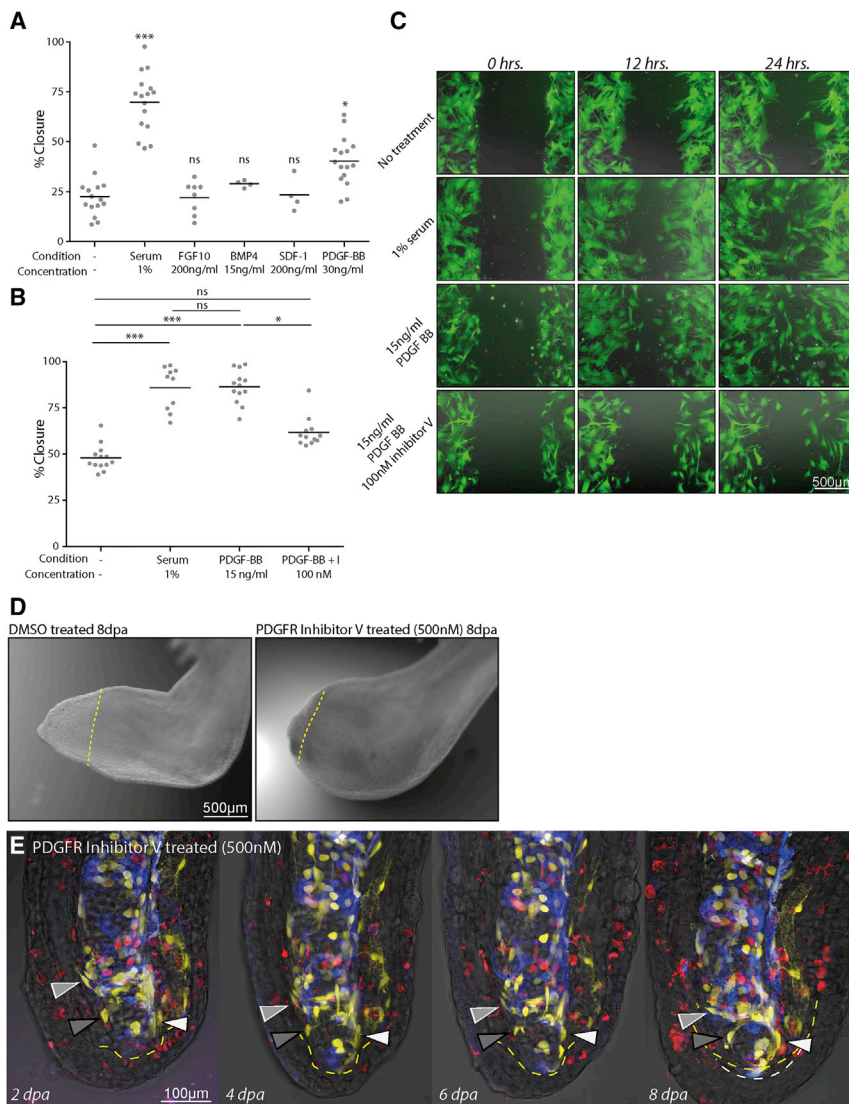 A
***
*
ns
ns
ns
100
75
50
25
0
% Closure
Condition - Serum FGF10 BMP4 SDF-1 PDGF-BB
Concentration - 1% 200ng/ml 15ng/ml 200ng/ml 30ng/ml
B
ns
ns
***
*
***
100
75
50
25
0
% Closure
Condition - Serum PDGF-BB PDGF-BB + I
Concentration - 1% 15 ng/ml 100 nM
C
0 hrs. 12 hrs. 24 hrs.
No treatment
1% serum
15ng/ml
PDGF BB
15ng/ml
PDGF BB
100nM inhibitor V
500µm
D
DMSO treated 8dpa
PDGFR Inhibitor V treated (500nM) 8dpa
500µm
E PDGFR Inhibitor V treated (500nM)
2 dpa 100µm 4 dpa 6 dpa 8 dpa